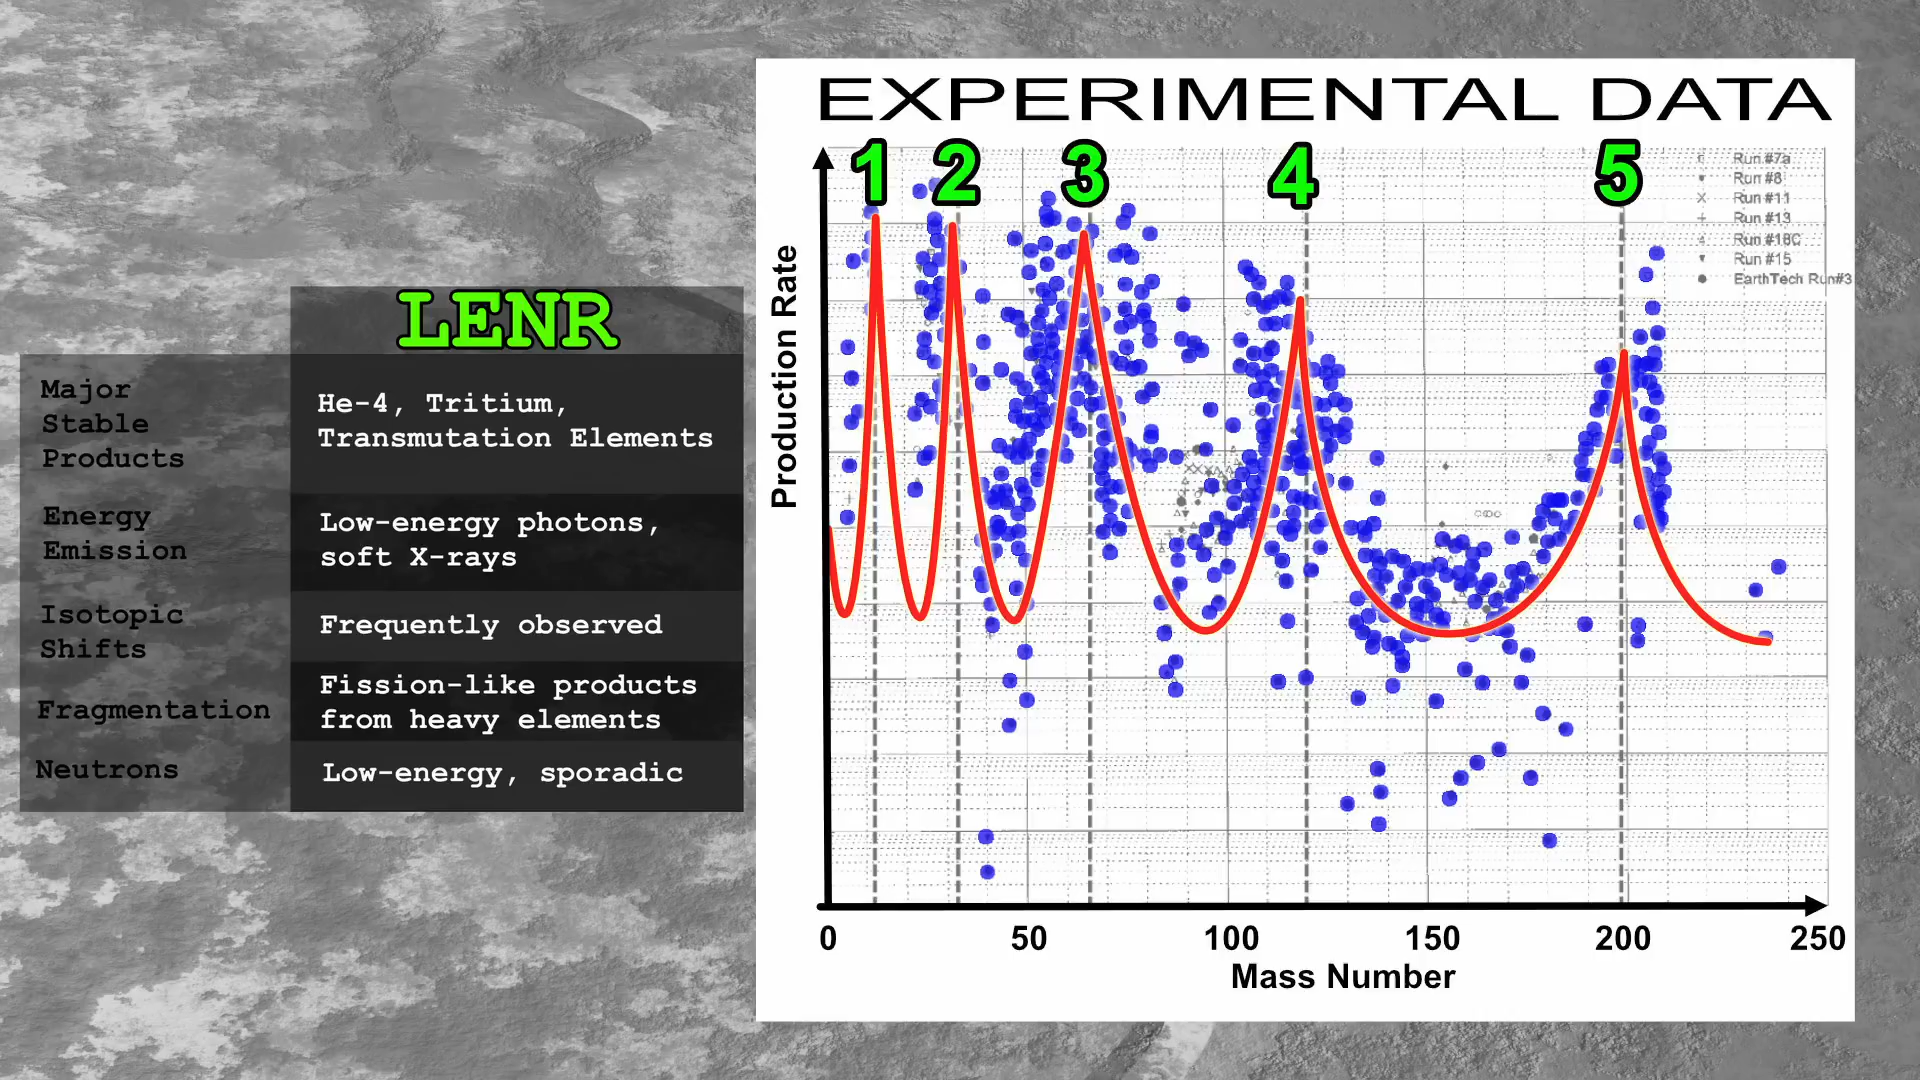 LENR
Major
Stable
Products
He-4, Tritium,
Transmutation Elements
Energy
Emission
Low-energy photons,
soft X-rays
Isotopic
Shifts
Frequently observed
Fragmentation
Fission-like products
from heavy elements
Neutrons
Low-energy, sporadic
EXPERIMENTAL DATA
1 2 3 4 5
Run #7a
Run #8
Run #11
Run #13
Run #18C
Run #15
EarthTech Run#3
Production Rate
0 50 100 150 200 250
Mass Number